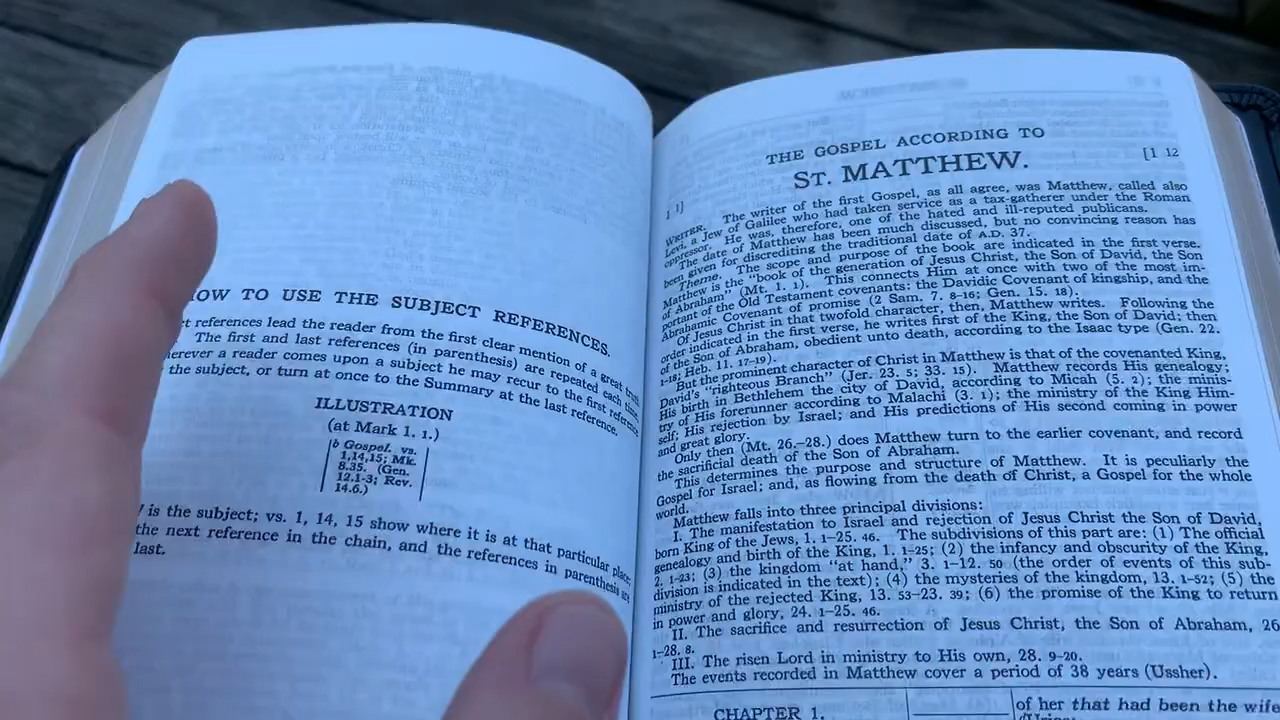 HOW TO USE THE SUBJECT REFERENCES.
references lead the reader from the first clear mention of a great truth
The first and last references (in parenthesis) are repeated each time
wherever a reader comes upon a subject he may recur to the first reference
the subject, or turn at once to the Summary at the last reference.
ILLUSTRATION
(at Mark 1. 1.)
b Gospel. vs.
1,14,15; Mk.
8.35. (Gen.
12.1-3; Rev.
14.6.)
is the subject; vs. 1, 14, 15 show where it is at that particular place;
the next reference in the chain, and the references in parenthesis are
last.
THE GOSPEL ACCORDING TO
ST. MATTHEW.
1 1]
[1 12
WRITER. The writer of the first Gospel, as all agree, was Matthew, called also
Levi, a Jew of Galilee who had taken service as a tax-gatherer under the Roman
oppressor. He was, therefore, one of the hated and ill-reputed publicans.
The date of Matthew has been much discussed, but no convincing reason has
been given for discrediting the traditional date of A.D. 37.
Theme. The scope and purpose of the book are indicated in the first verse.
Matthew is the "book of the generation of Jesus Christ, the Son of David, the Son
of Abraham" (Mt. 1. 1). This connects Him at once with two of the most im-
portant of the Old Testament covenants: the Davidic Covenant of kingship, and the
Abrahamic Covenant of promise (2 Sam. 7. 8-16; Gen. 15. 18).
Of Jesus Christ in that twofold character, then, Matthew writes. Following the
order indicated in the first verse, he writes first of the King, the Son of David; then
of the Son of Abraham, obedient unto death, according to the Isaac type (Gen. 22.
1-18; Heb. 11. 17-19).
But the prominent character of Christ in Matthew is that of the covenanted King,
David's "righteous Branch" (Jer. 23. 5; 33. 15). Matthew records His genealogy;
His birth in Bethlehem the city of David, according to Micah (5. 2); the minis-
try of His forerunner according to Malachi (3. 1); the ministry of the King Him-
self; His rejection by Israel; and His predictions of His second coming in power
and great glory.
Only then (Mt. 26.-28.) does Matthew turn to the earlier covenant, and record
the sacrificial death of the Son of Abraham.
This determines the purpose and structure of Matthew. It is peculiarly the
Gospel for Israel; and, as flowing from the death of Christ, a Gospel for the whole
world.
Matthew falls into three principal divisions:
I. The manifestation to Israel and rejection of Jesus Christ the Son of David,
born King of the Jews, 1. 1-25. 46. The subdivisions of this part are: (1) The official
genealogy and birth of the King, 1. 1-25; (2) the infancy and obscurity of the King,
2. 1-23; (3) the kingdom "at hand," 3. 1-12. 50 (the order of events of this sub-
division is indicated in the text); (4) the mysteries of the kingdom, 13. 1-52; (5) the
ministry of the rejected King, 13. 53-23. 39; (6) the promise of the King to return
in power and glory, 24. 1-25. 46.
II. The sacrifice and resurrection of Jesus Christ, the Son of Abraham, 26
1-28. 8.
III. The risen Lord in ministry to His own, 28. 9-20.
The events recorded in Matthew cover a period of 38 years (Ussher).
CHAPTER 1.
of her that had been the wife